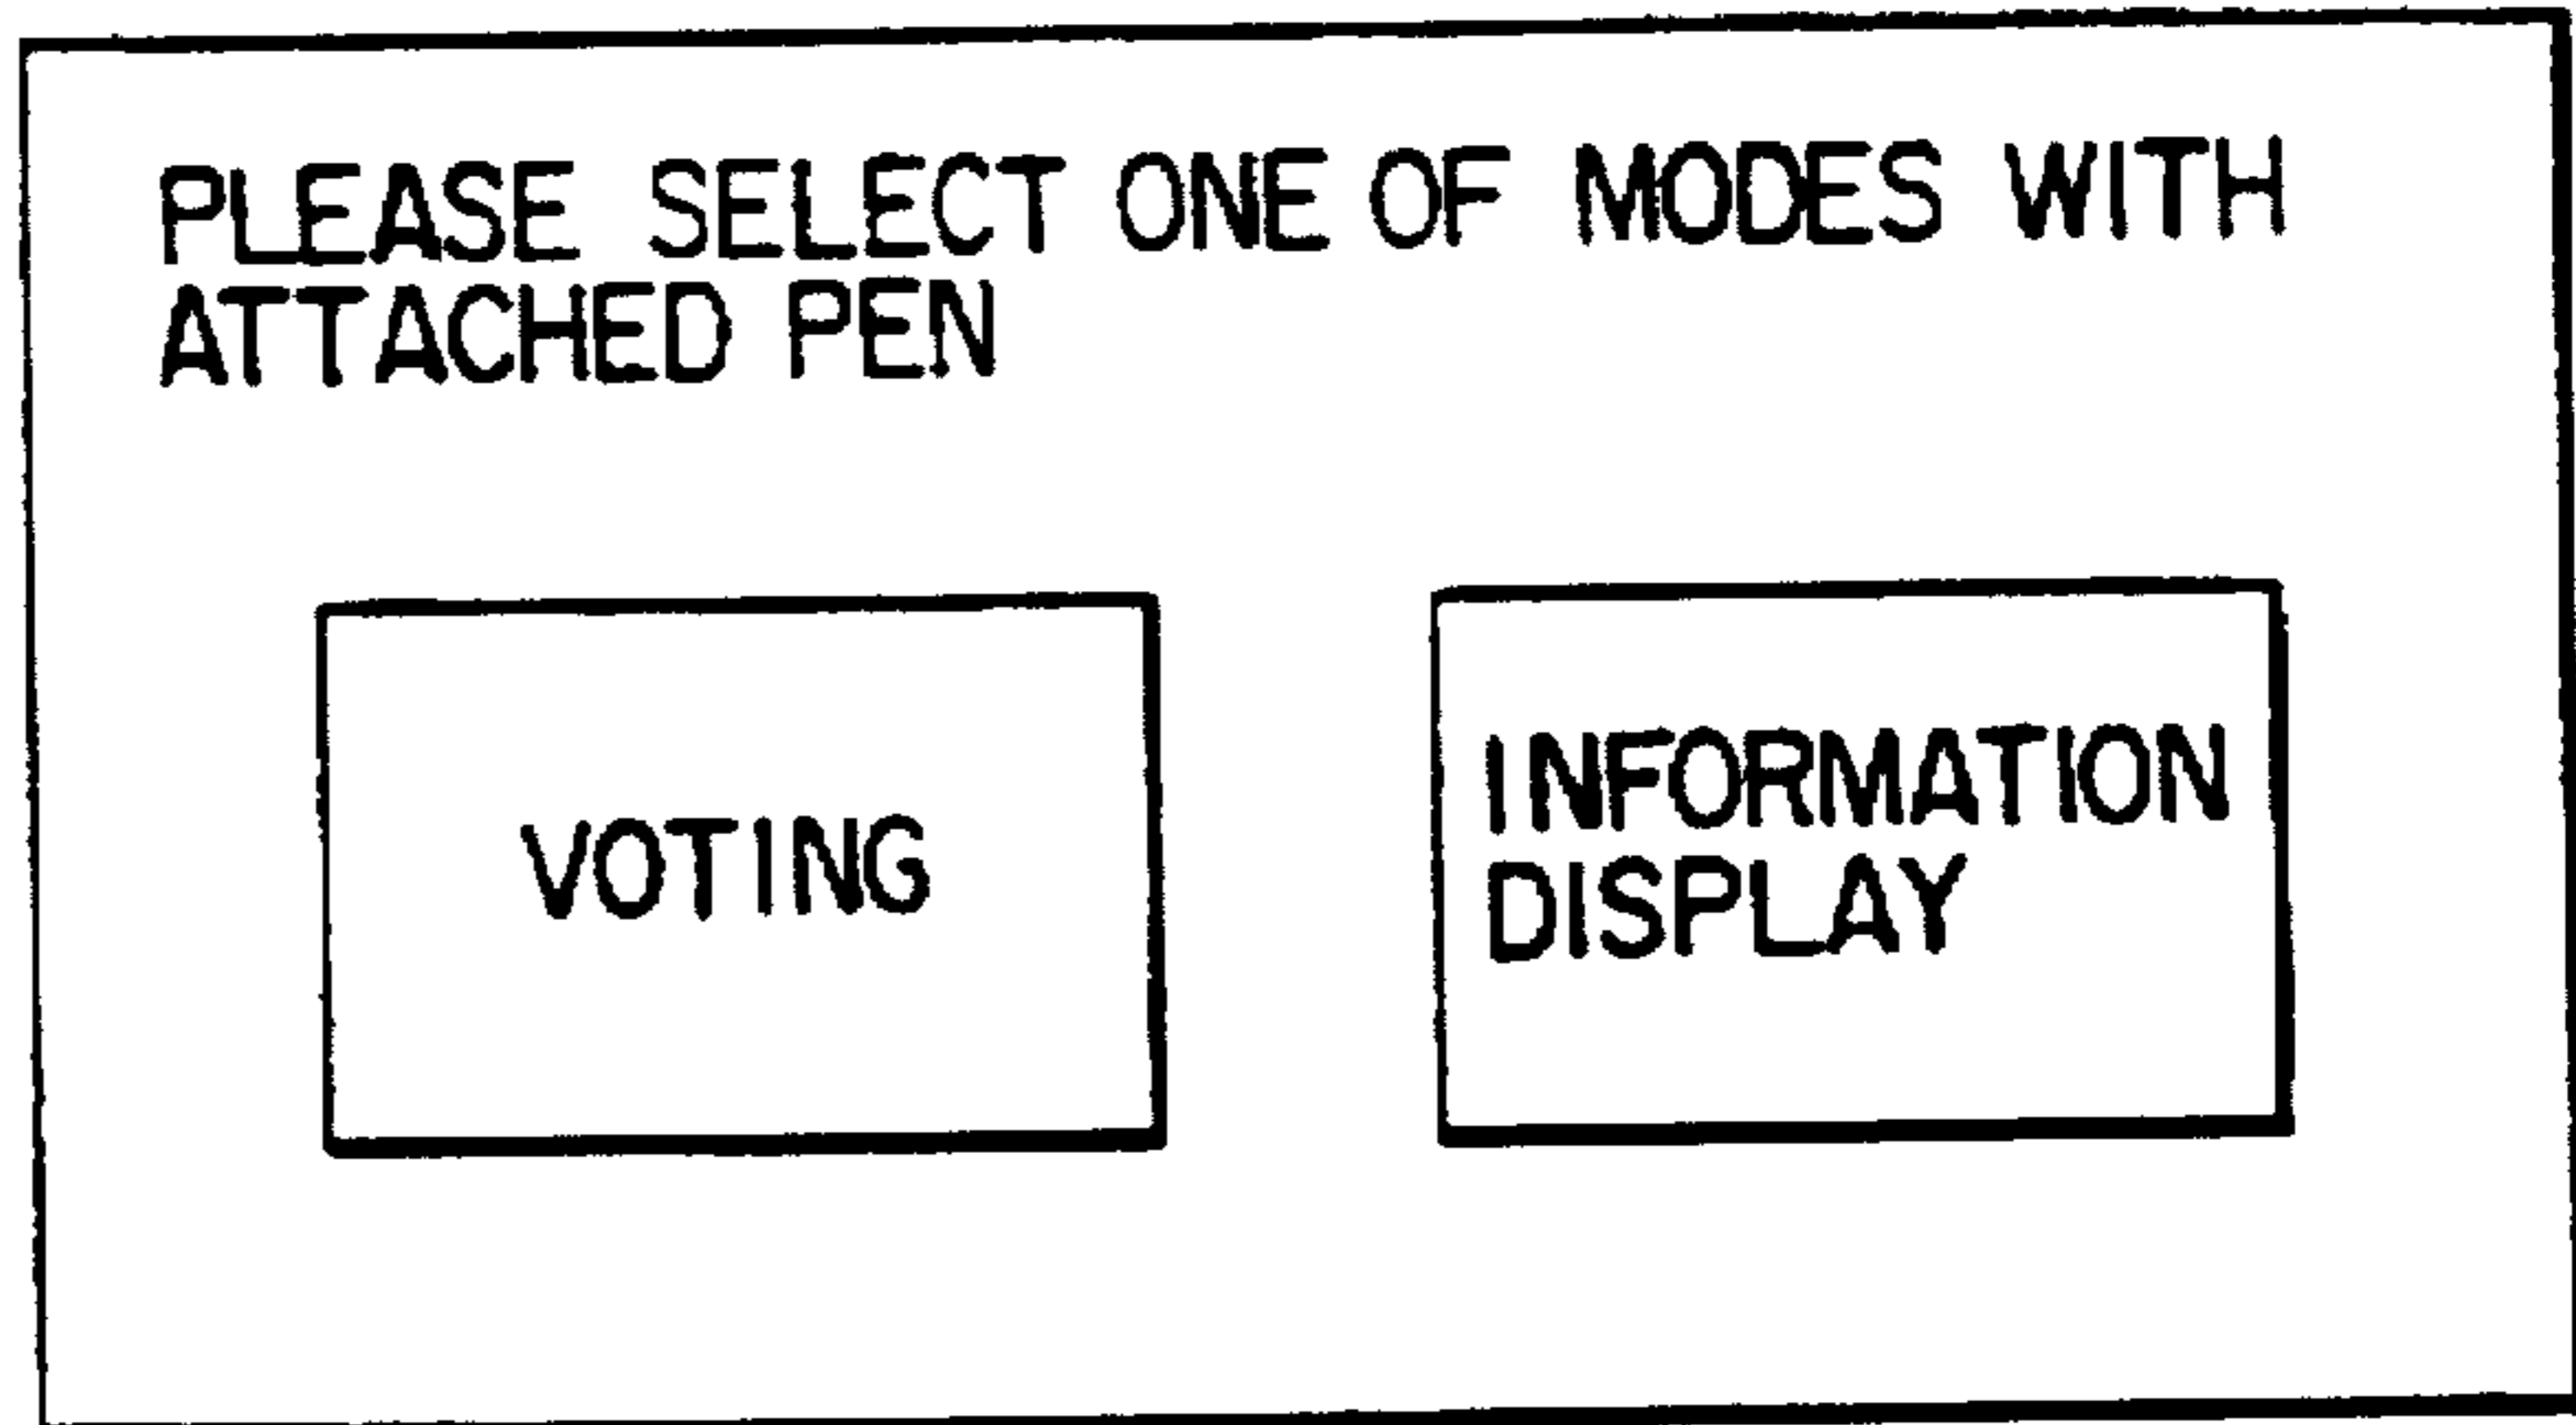 PLEASE SELECT ONE OF MODES WITH
ATTACHED PEN
VOTING
INFORMATION
DISPLAY